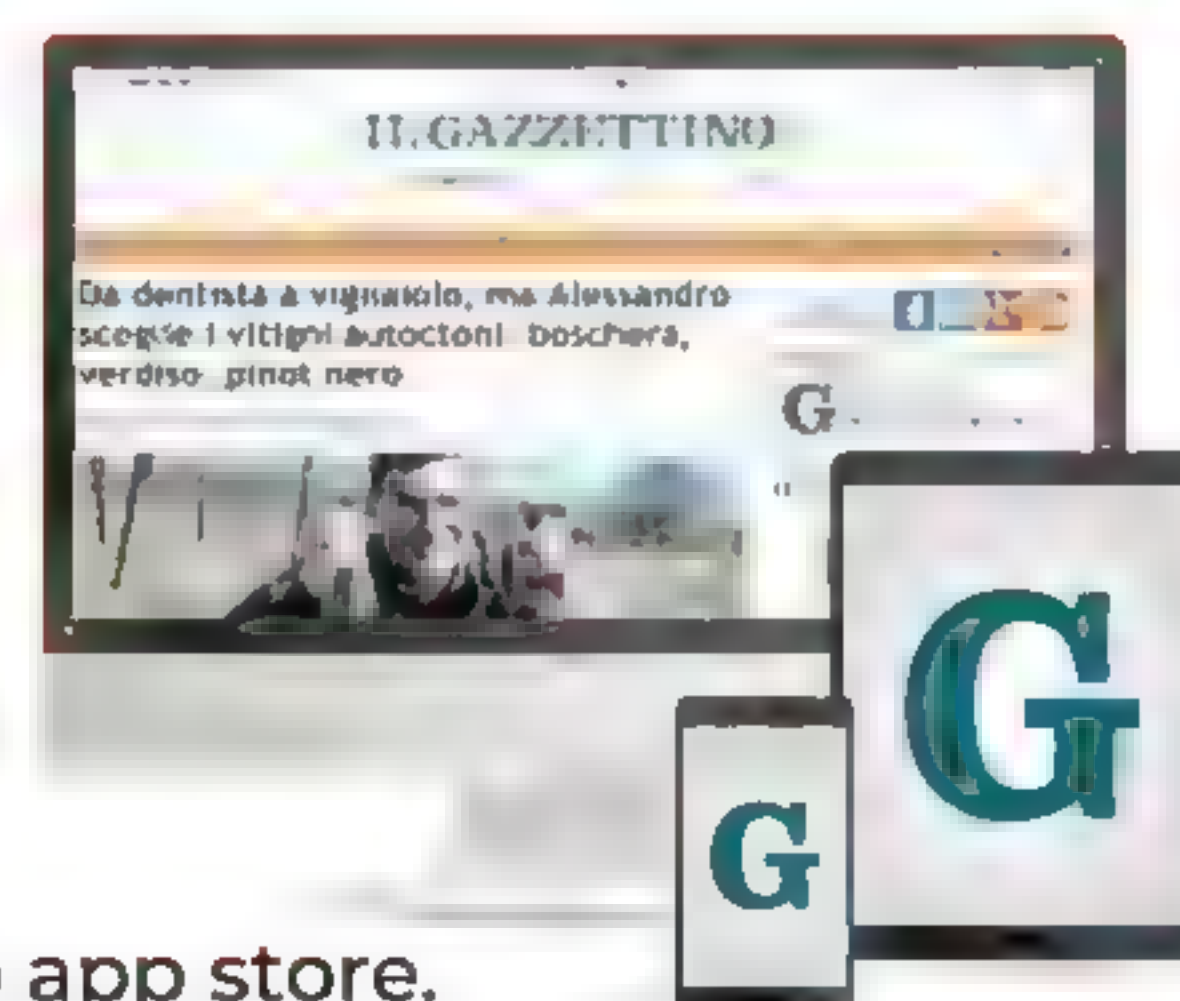 IL GAZZETTINO
Da dentista a vignaiolo, ma Alessandro
sceglie i vitigni autoctoni boschera,
verdiso pinot nero
G
G
G
app store.